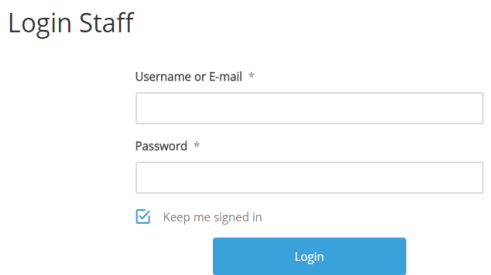 Login Staff
Username or E-mail *
Password *
Keep me signed in
Login